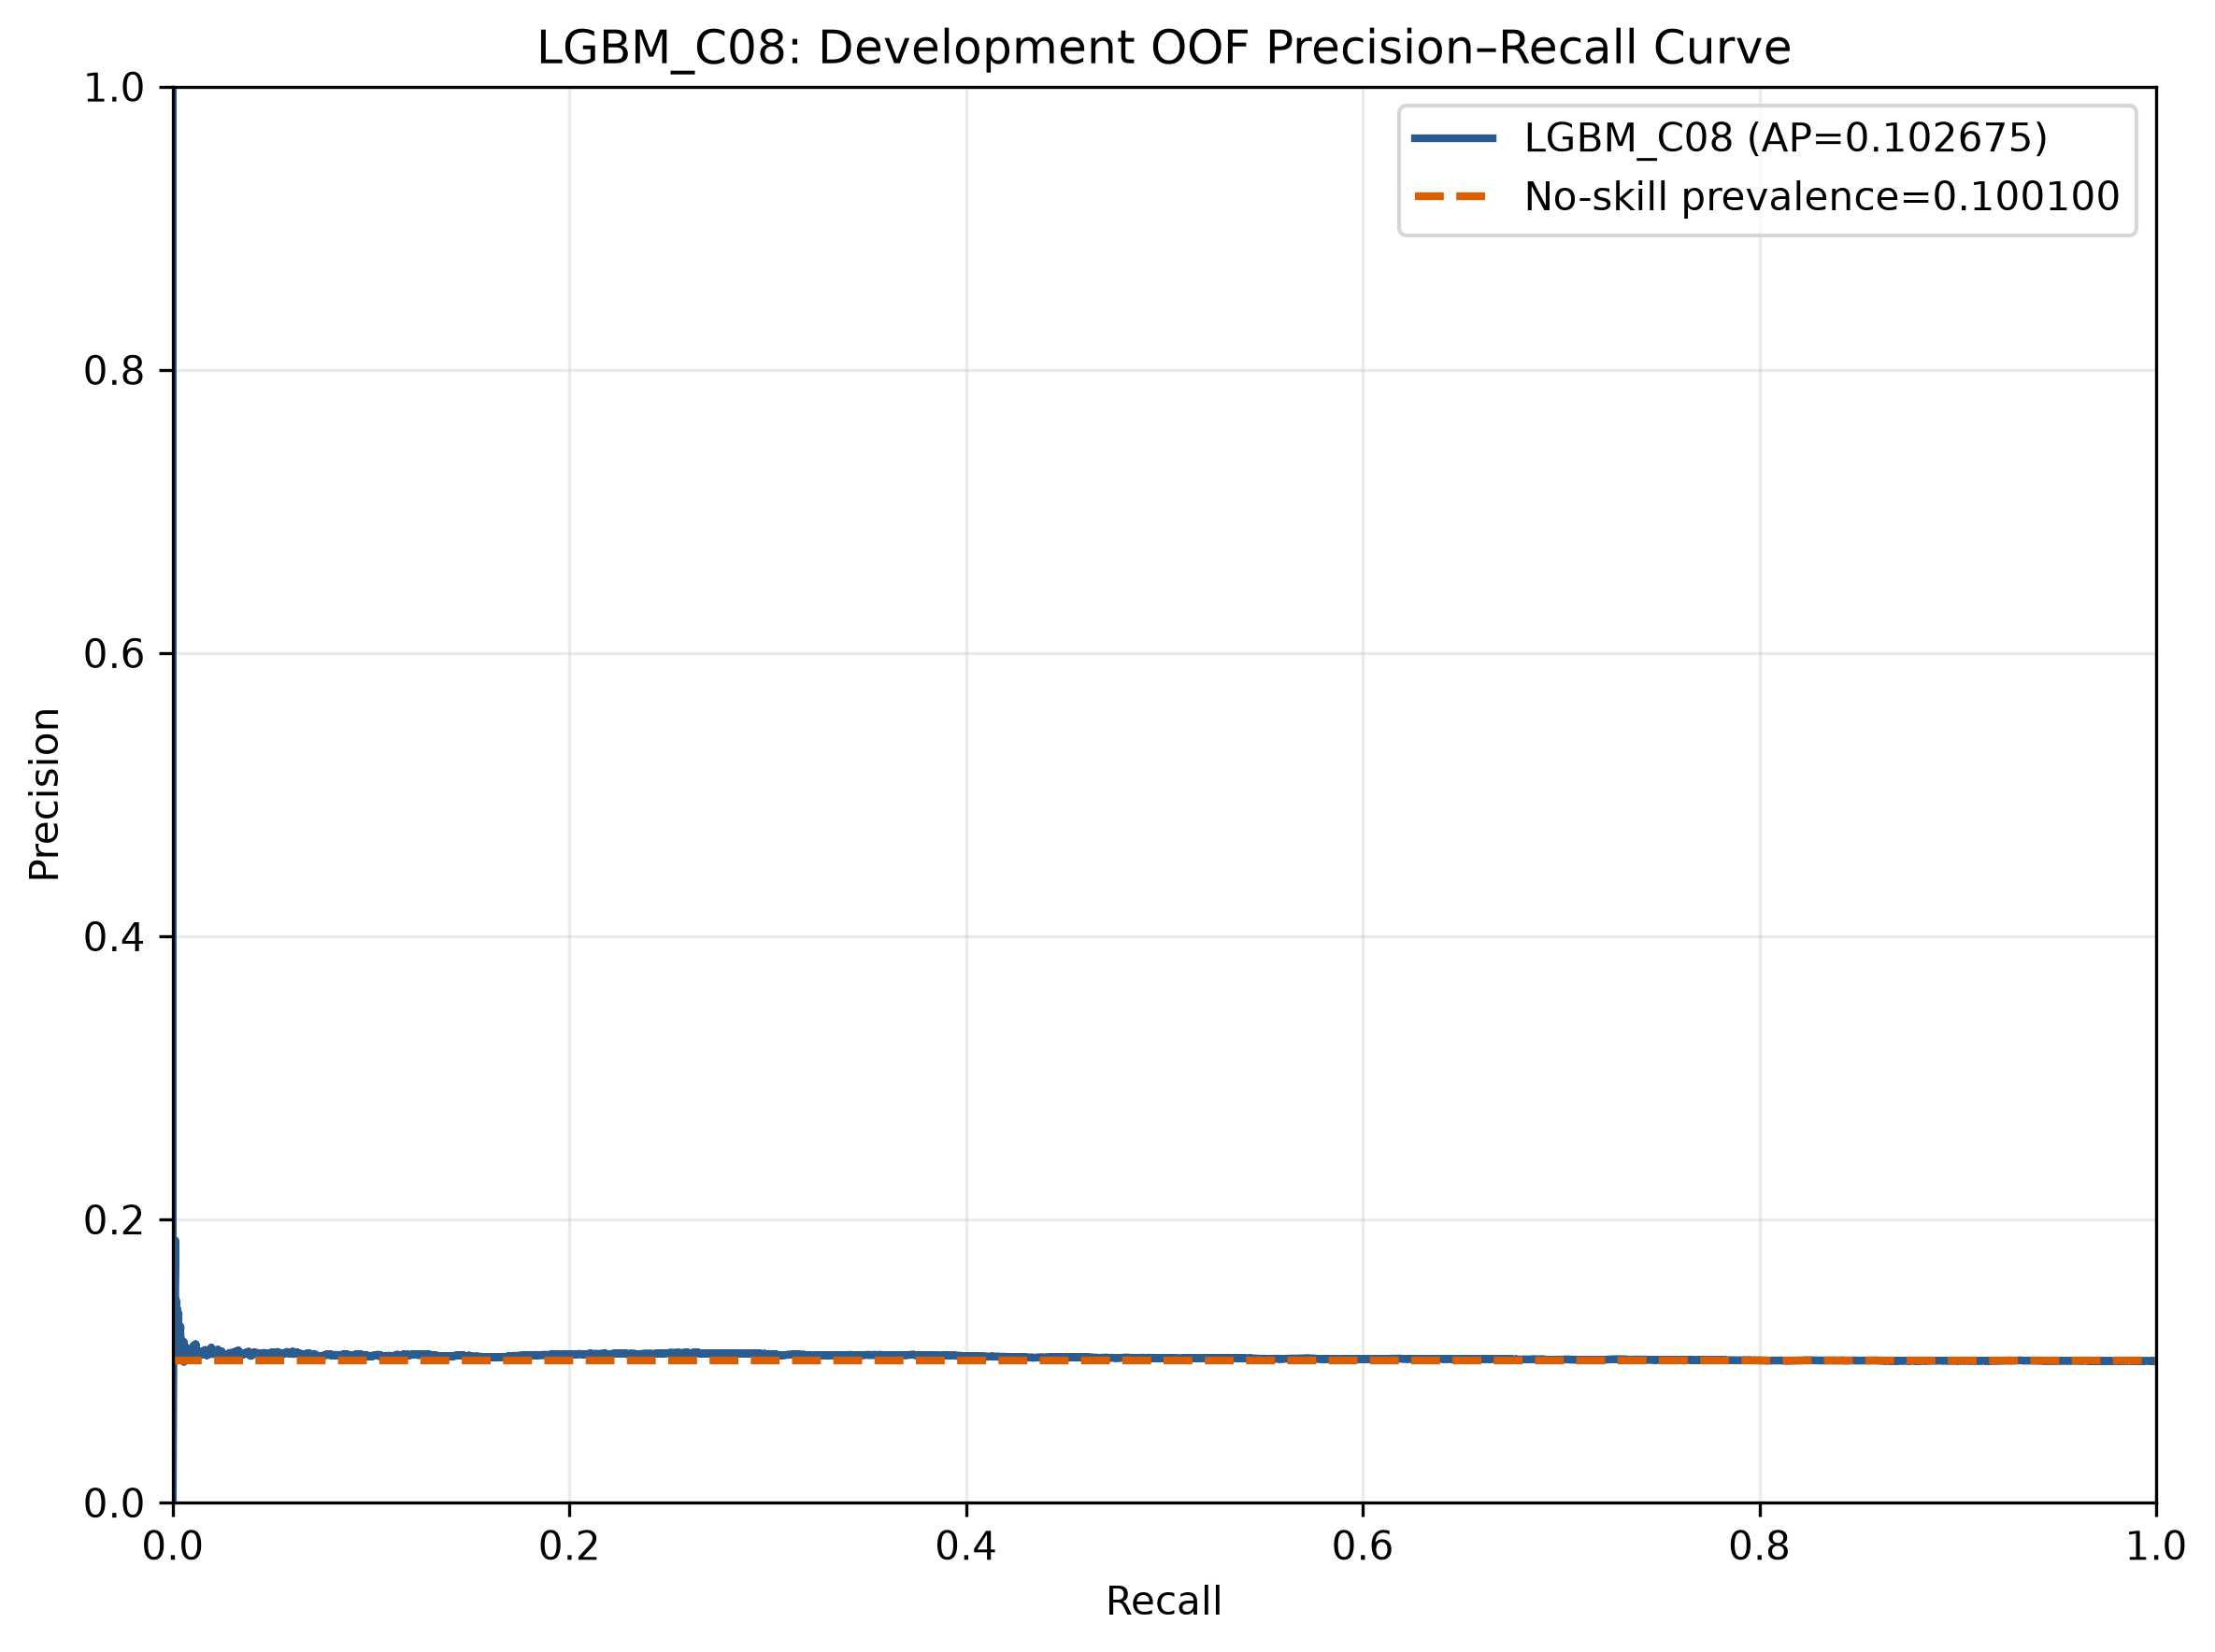 LGBM_C08: Development OOF Precision–Recall Curve
LGBM_C08 (AP=0.102675)
No-skill prevalence=0.100100
Precision
1.0
0.8
0.6
0.4
0.2
0.0
0.0 0.2 0.4 0.6 0.8 1.0
Recall